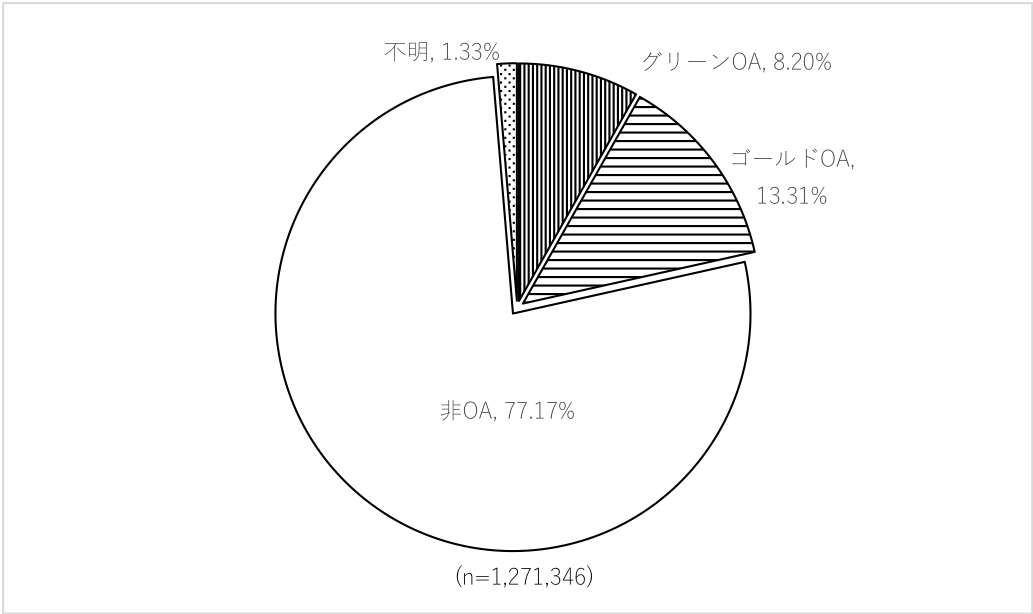 不明, 1.33%
グリーンOA, 8.20%
ゴールドOA,
13.31%
非OA, 77.17%
(n=1,271,346)